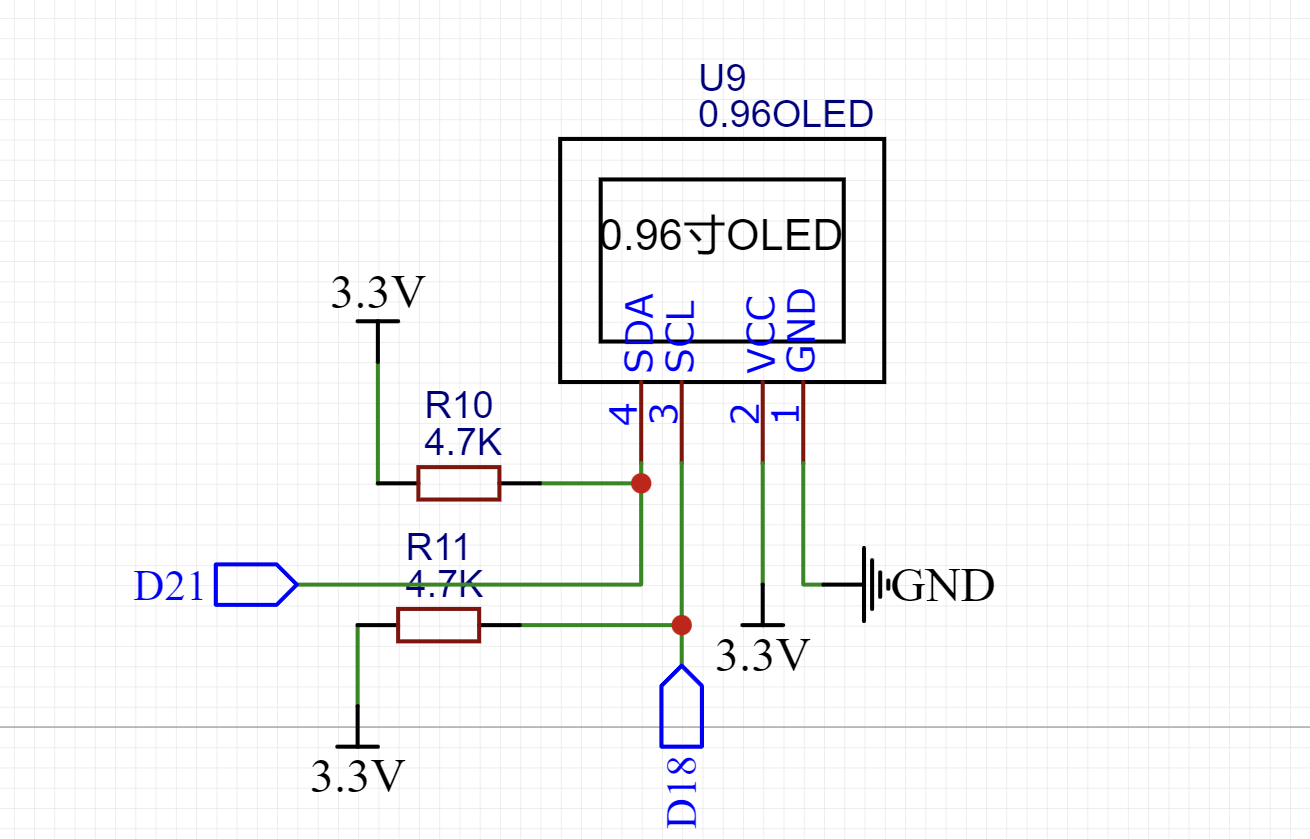 U9
0.96OLED
0.96寸OLED
SDA
SCL
VCC
GND
4
3
2
1
3.3V
R10
4.7K
R11
4.7K
D21
GND
3.3V
3.3V
D18